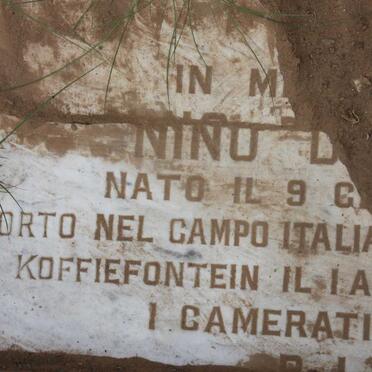 IN M
NINO D
NATO IL 9 G
ORTO NEL CAMPO ITALIA
KOFFIEFONTEIN IL 1 A
I CAMERATI